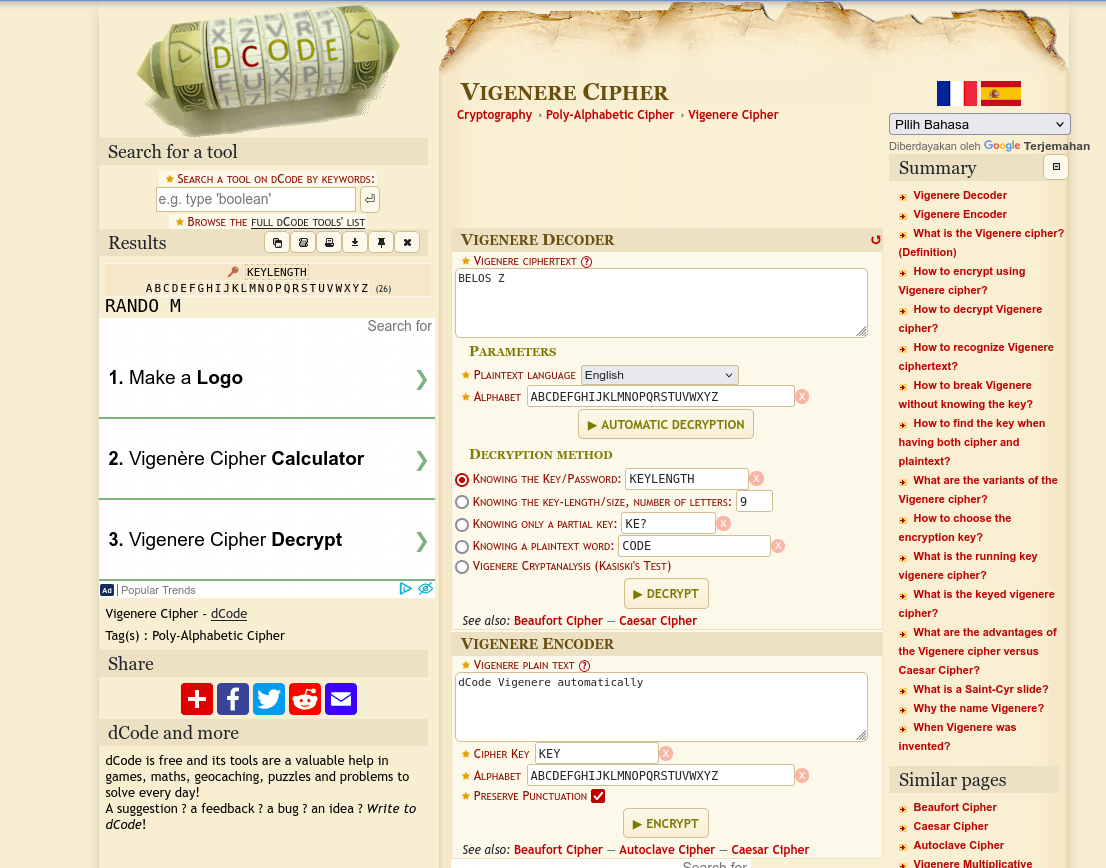 XZVRT
DCODE
EUXPL
Search for a tool
Search a tool on dCode by keywords:
e.g. type 'boolean'
Browse the full dCode tools' list
Results
KEYLENGTH
ABCDEFGHIJKLMNOPQRSTUVWXYZ (26)
RANDO M
Search for
1. Make a Logo
2. Vigenère Cipher Calculator
3. Vigenere Cipher Decrypt
Ad | Popular Trends
Vigenere Cipher - dCode
Tag(s) : Poly-Alphabetic Cipher
Share
dCode and more
dCode is free and its tools are a valuable help in
games, maths, geocaching, puzzles and problems to
solve every day!
A suggestion ? a feedback ? a bug ? an idea ? Write to
dCode!
Vigenere Cipher
Cryptography › Poly-Alphabetic Cipher › Vigenere Cipher
Vigenere Decoder
Vigenere ciphertext ?
BELOS Z
Parameters
Plaintext language English
Alphabet ABCDEFGHIJKLMNOPQRSTUVWXYZ X
▶ AUTOMATIC DECRYPTION
Decryption method
Knowing the Key/Password: KEYLENGTH X
Knowing the key-length/size, number of letters: 9
Knowing only a partial key: KE? X
Knowing a plaintext word: CODE X
Vigenere Cryptanalysis (Kasiski's Test)
▶ DECRYPT
See also: Beaufort Cipher — Caesar Cipher
Vigenere Encoder
Vigenere plain text ?
dCode Vigenere automatically
Cipher Key KEY X
Alphabet ABCDEFGHIJKLMNOPQRSTUVWXYZ X
Preserve Punctuation
▶ ENCRYPT
See also: Beaufort Cipher — Autoclave Cipher — Caesar Cipher
Search for
Pilih Bahasa
Diberdayakan oleh Google Terjemahan
Summary
Vigenere Decoder
Vigenere Encoder
What is the Vigenere cipher?
(Definition)
How to encrypt using
Vigenere cipher?
How to decrypt Vigenere
cipher?
How to recognize Vigenere
ciphertext?
How to break Vigenere
without knowing the key?
How to find the key when
having both cipher and
plaintext?
What are the variants of the
Vigenere cipher?
How to choose the
encryption key?
What is the running key
vigenere cipher?
What is the keyed vigenere
cipher?
What are the advantages of
the Vigenere cipher versus
Caesar Cipher?
What is a Saint-Cyr slide?
Why the name Vigenere?
When Vigenere was
invented?
Similar pages
Beaufort Cipher
Caesar Cipher
Autoclave Cipher
Vigenere Multiplicative